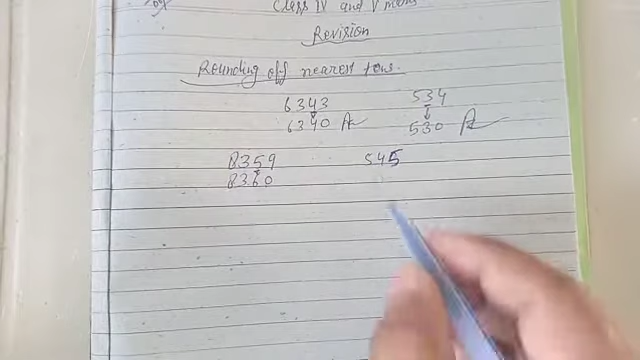 Class IV and V
Revision
Rounding off nearest tens.
6343 534
6340 530
8359 545
8360